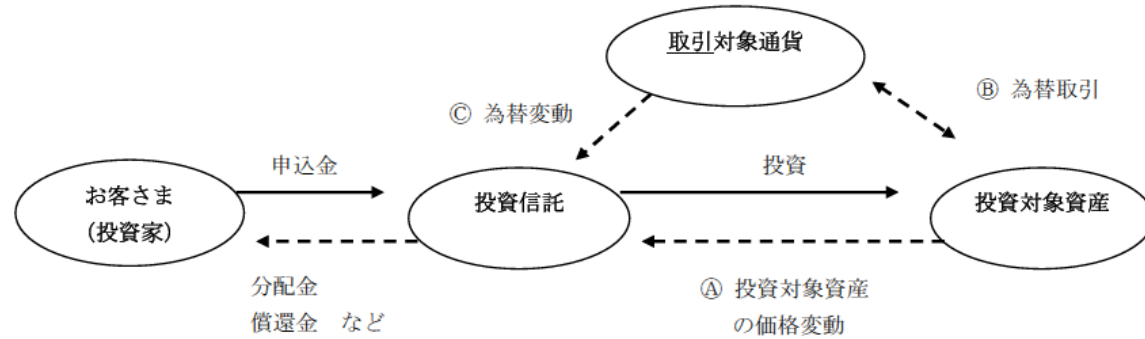 取引対象通貨
Ⓑ 為替取引
Ⓒ 為替変動
申込金
投資
お客さま
(投資家)
投資信託
投資対象資産
分配金
償還金 など
Ⓐ 投資対象資産
の価格変動